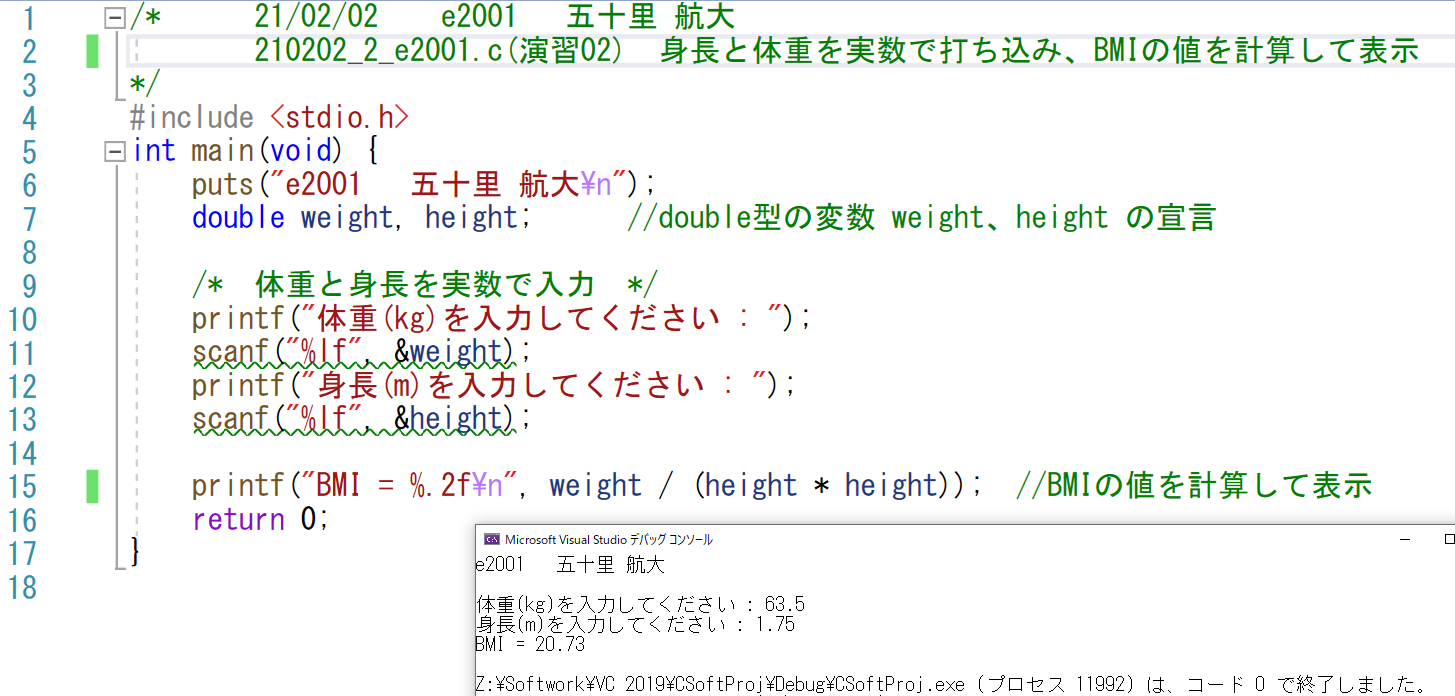 1 /* 21/02/02 e2001 五十里 航大
2 210202_2_e2001.c(演習02) 身長と体重を実数で打ち込み、BMIの値を計算して表示
3 */
4 #include <stdio.h>
5 int main(void) {
6 puts("e2001 五十里 航大¥n");
7 double weight, height; //double型の変数 weight、height の宣言
8
9 /* 体重と身長を実数で入力 */
10 printf("体重(kg)を入力してください : ");
11 scanf("%lf", &weight);
12 printf("身長(m)を入力してください : ");
13 scanf("%lf", &height);
14
15 printf("BMI = %.2f¥n", weight / (height * height)); //BMIの値を計算して表示
16 return 0;
17 }
18
Microsoft Visual Studio デバッグ コンソール
e2001 五十里 航大
体重(kg)を入力してください : 63.5
身長(m)を入力してください : 1.75
BMI = 20.73
Z:¥Softwork¥VC 2019¥CSoftProj¥Debug¥CSoftProj.exe (プロセス 11992) は、コード 0 で終了しました。